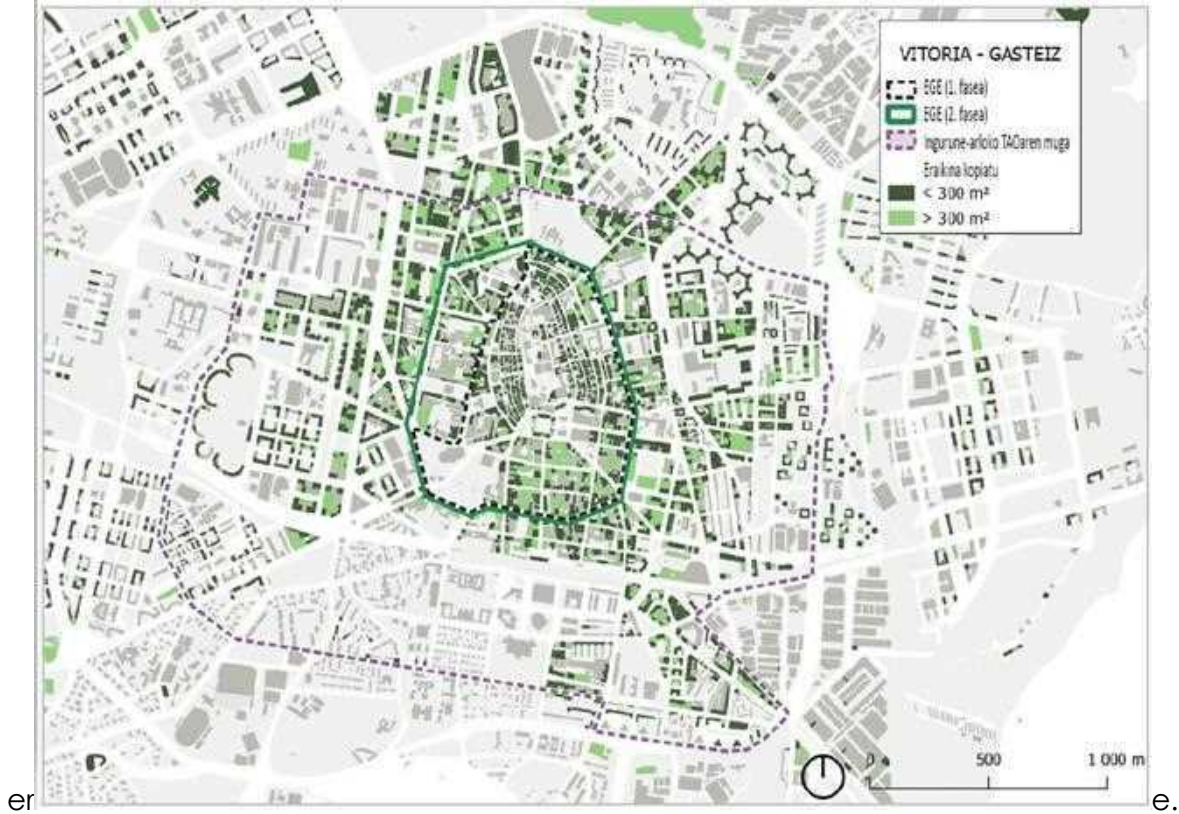 VITORIA - GASTEIZ
EGE (1. fasea)
EGE (2. fasea)
Ingurune-arloko TAOaren muga
Eraikina kopiatu
< 300 m²
> 300 m²
0 500 1 000 m
er e.